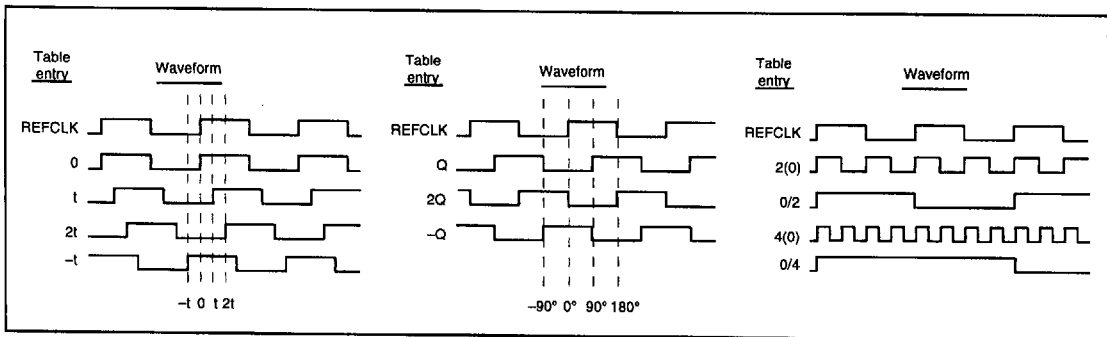 Table
entry
Waveform
REFCLK
0
t
2t
–t
–t 0 t 2t
Table
entry
Waveform
REFCLK
Q
2Q
–Q
–90° 0° 90° 180°
Table
entry
Waveform
REFCLK
2(0)
0/2
4(0)
0/4